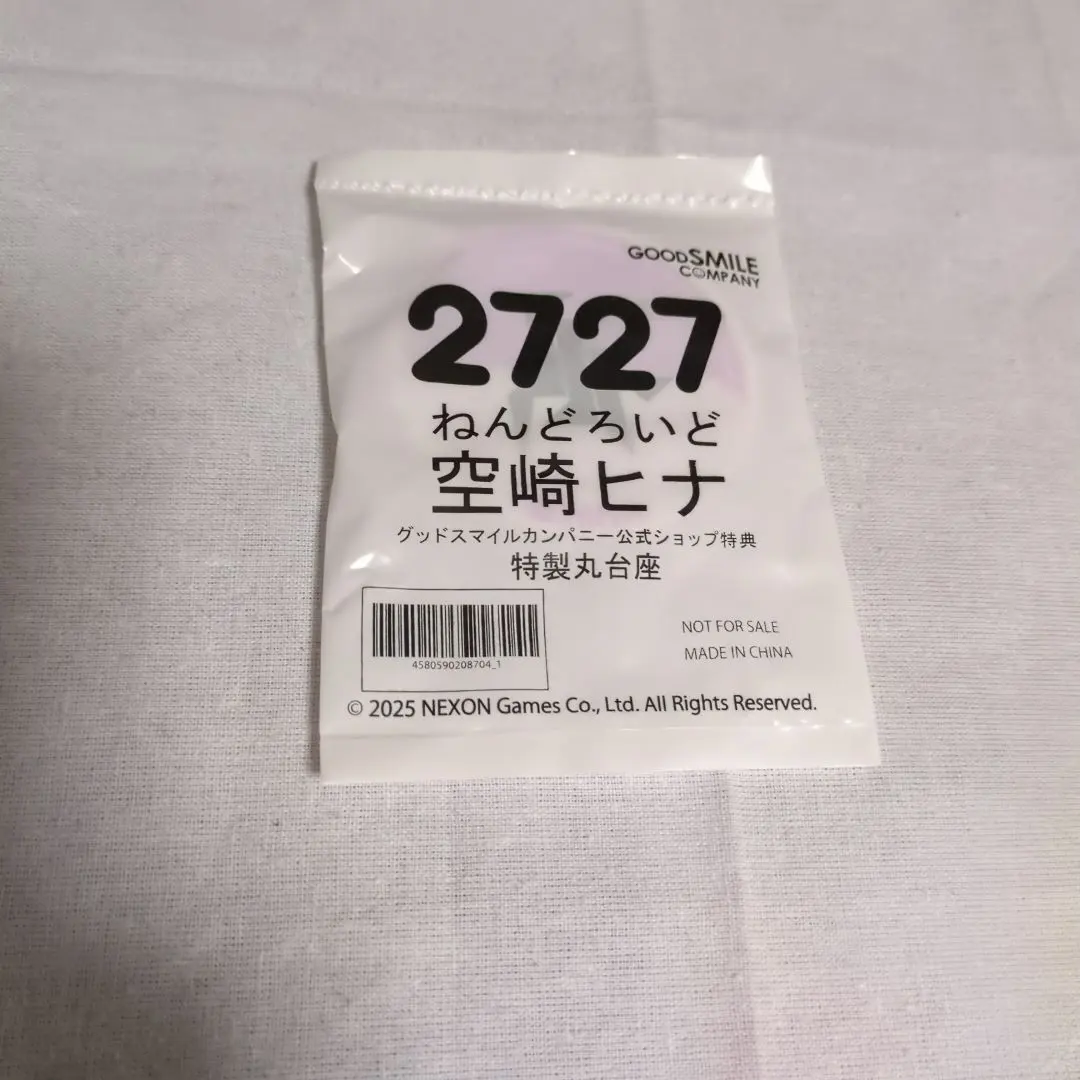 GOODSMILE
COMPANY
2727
ねんどろいど
空崎ヒナ
グッドスマイルカンパニー公式ショップ特典
特製丸台座
NOT FOR SALE
MADE IN CHINA
4580590208704_1
© 2025 NEXON Games Co., Ltd. All Rights Reserved.